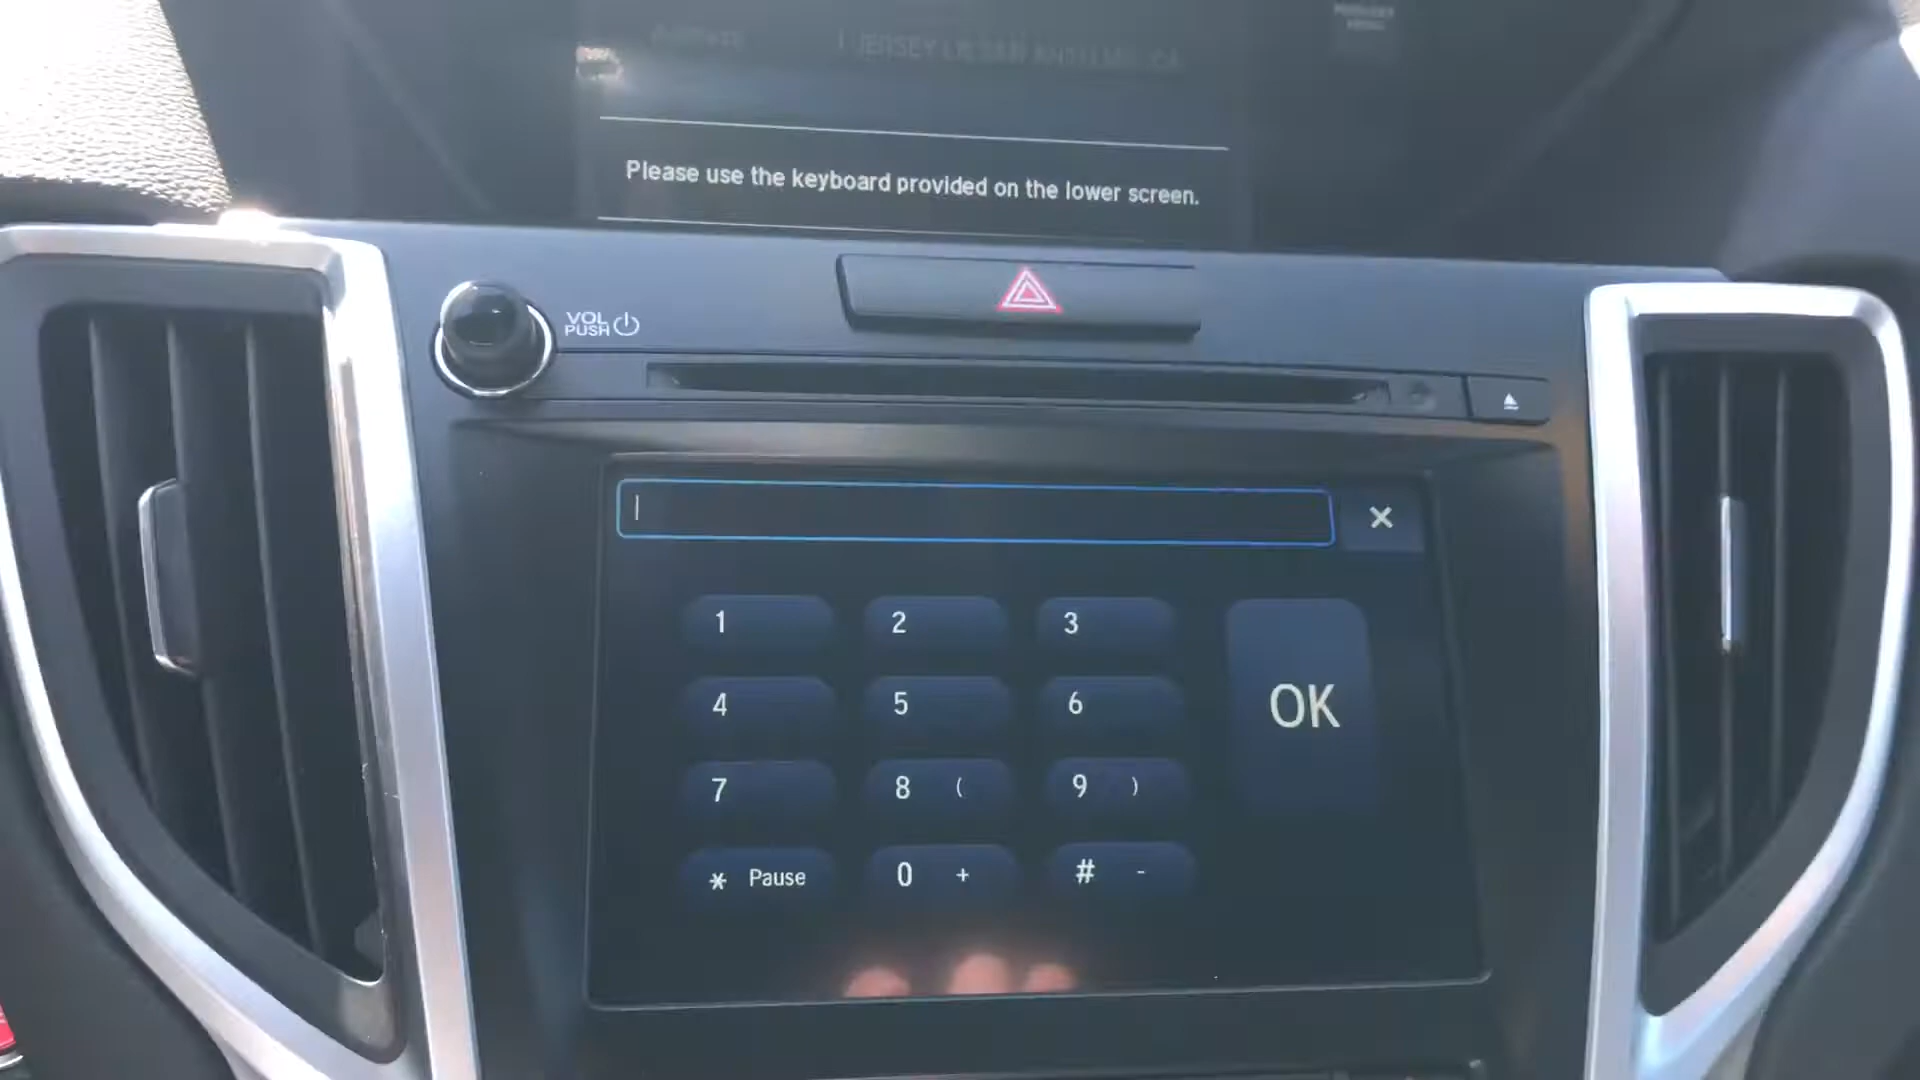 Please use the keyboard provided on the lower screen.
VOL
PUSH
1 2 3
4 5 6
OK
7 8 ( 9 )
* Pause 0 + # -